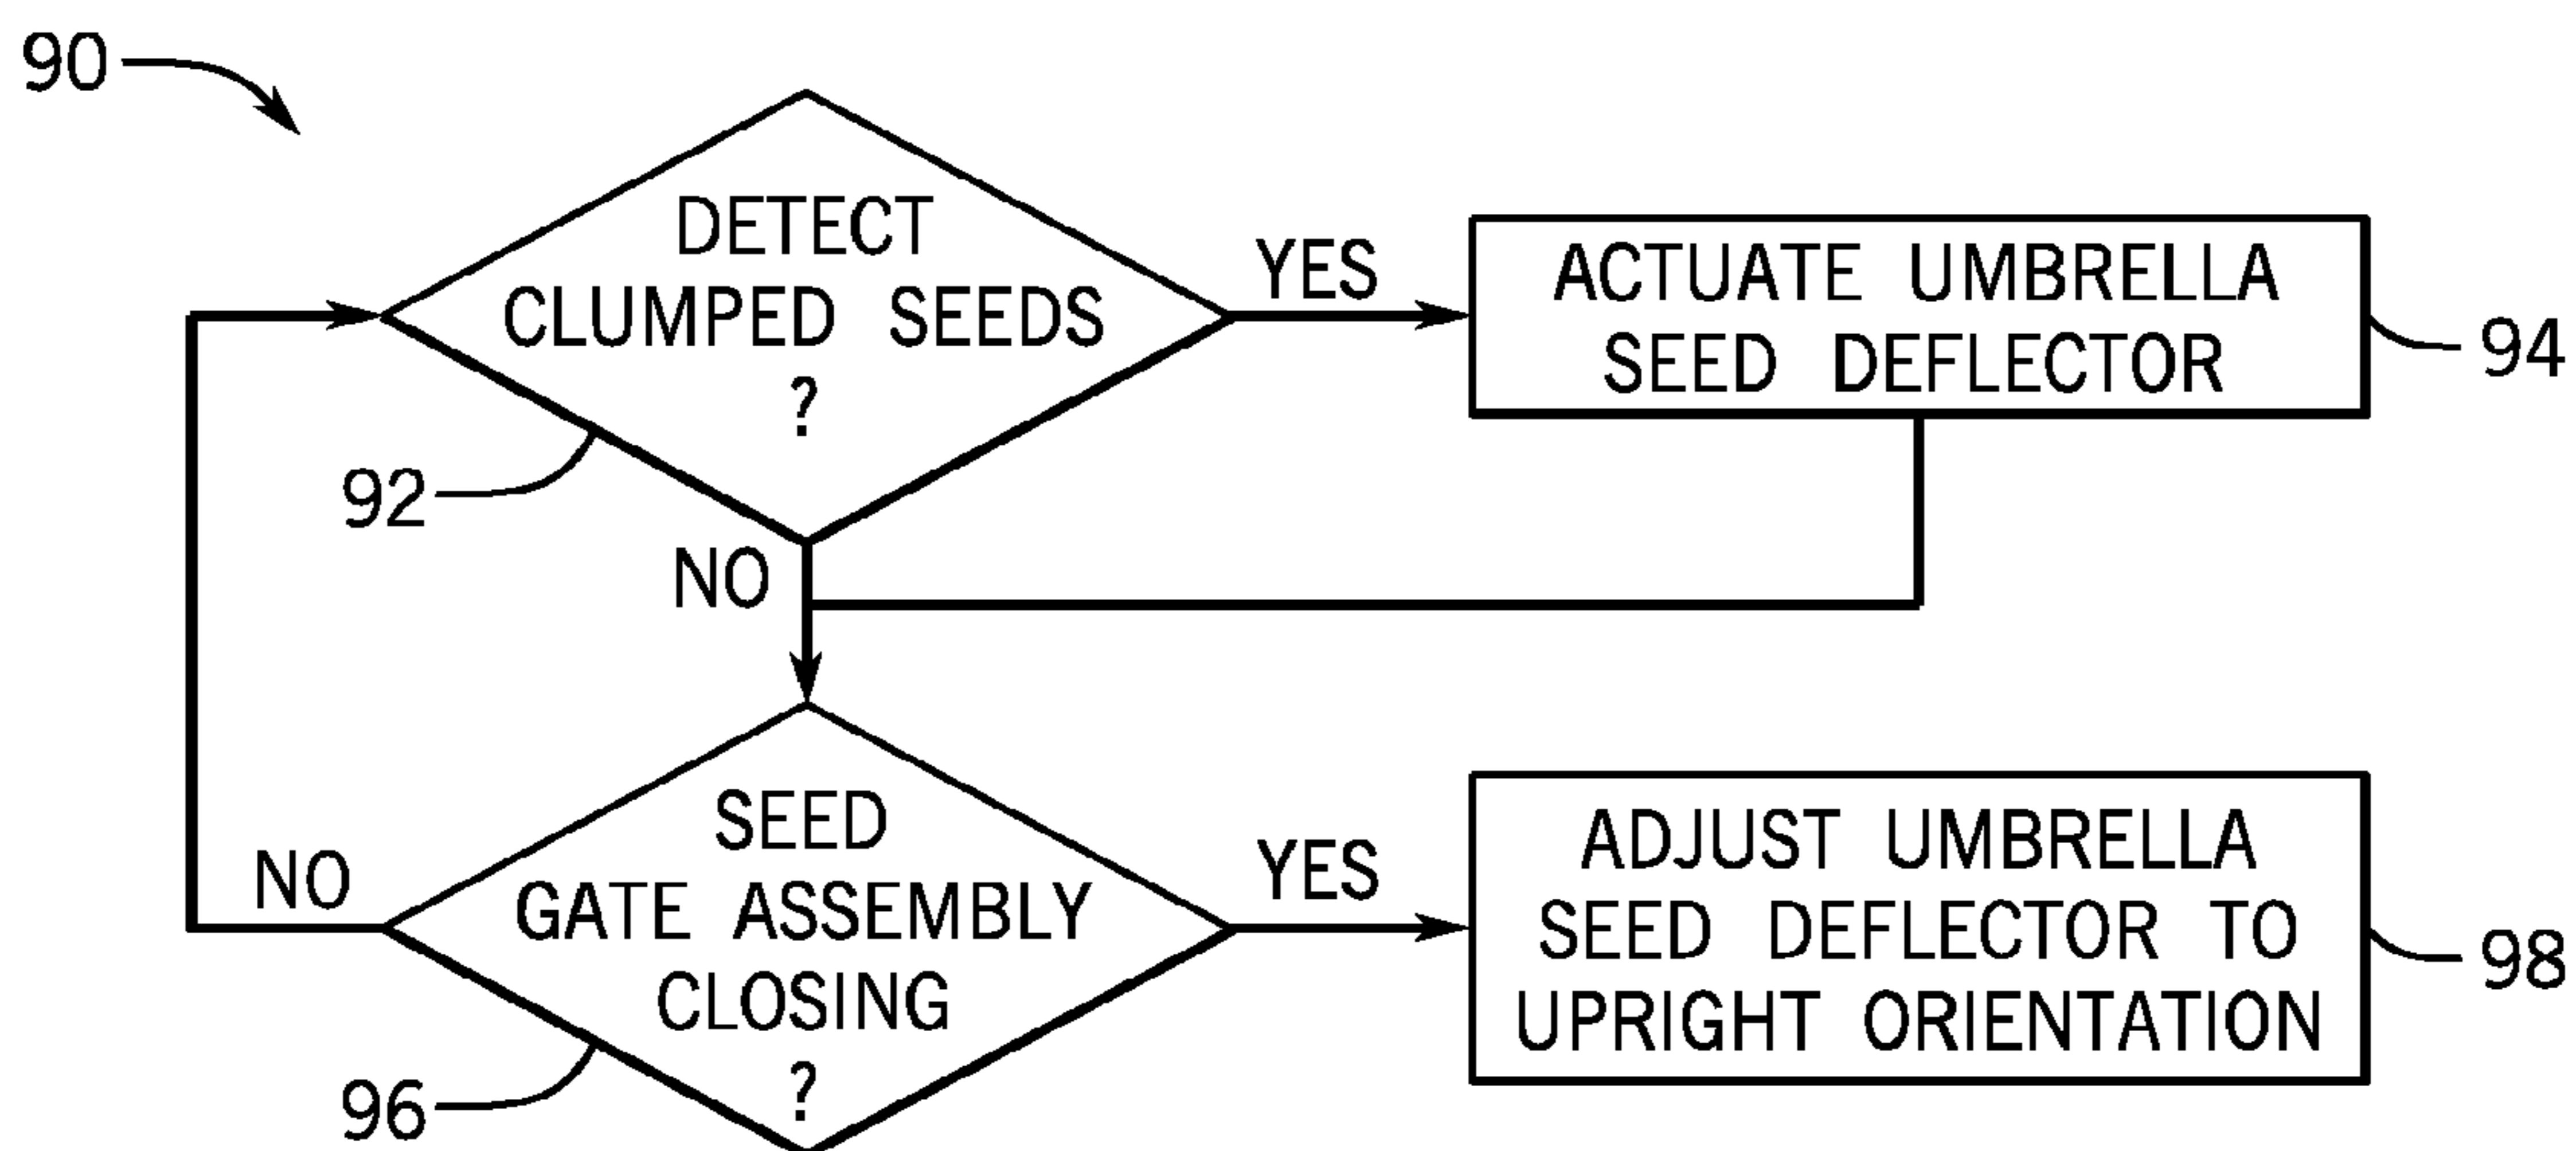 90
DETECT
CLUMPED SEEDS
?
92
YES
ACTUATE UMBRELLA
SEED DEFLECTOR
94
NO
SEED
GATE ASSEMBLY
CLOSING
?
96
NO
YES
ADJUST UMBRELLA
SEED DEFLECTOR TO
UPRIGHT ORIENTATION
98